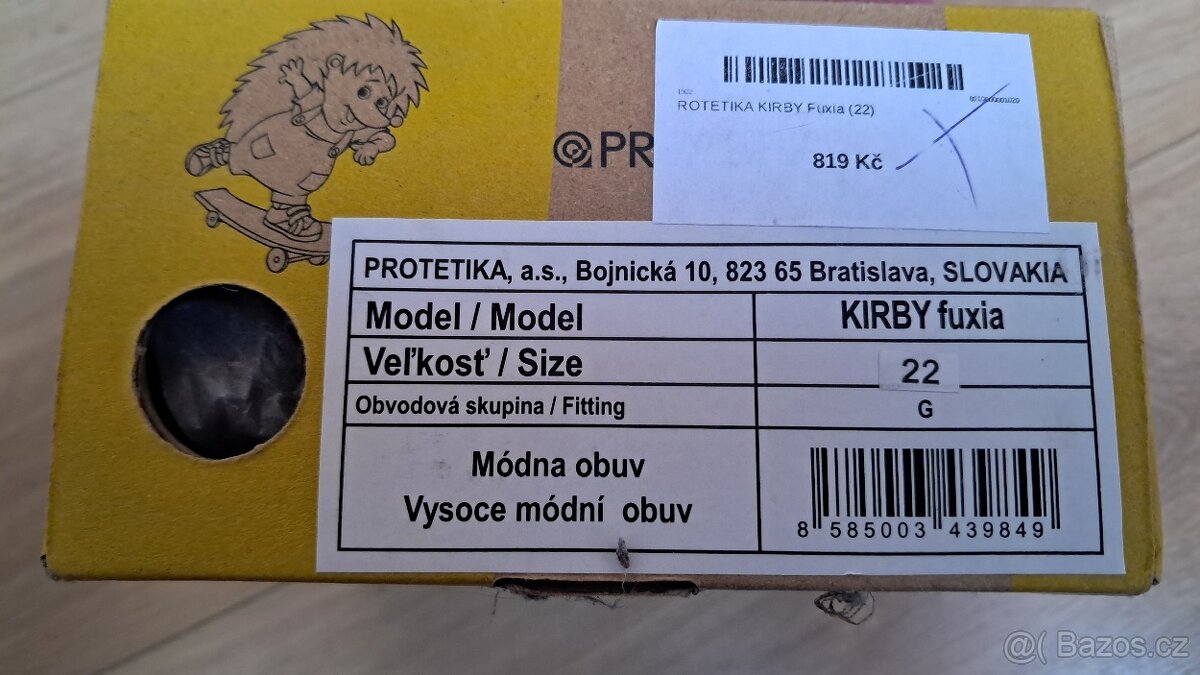 PR
ROTETIKA KIRBY Fuxia (22)
819 Kč
PROTETIKA, a.s., Bojnická 10, 823 65 Bratislava, SLOVAKIA
Model / Model
KIRBY fuxia
Veľkosť / Size
22
Obvodová skupina / Fitting
G
Módna obuv
Vysoce módní obuv
8 585003 439849
@( Bazos.cz